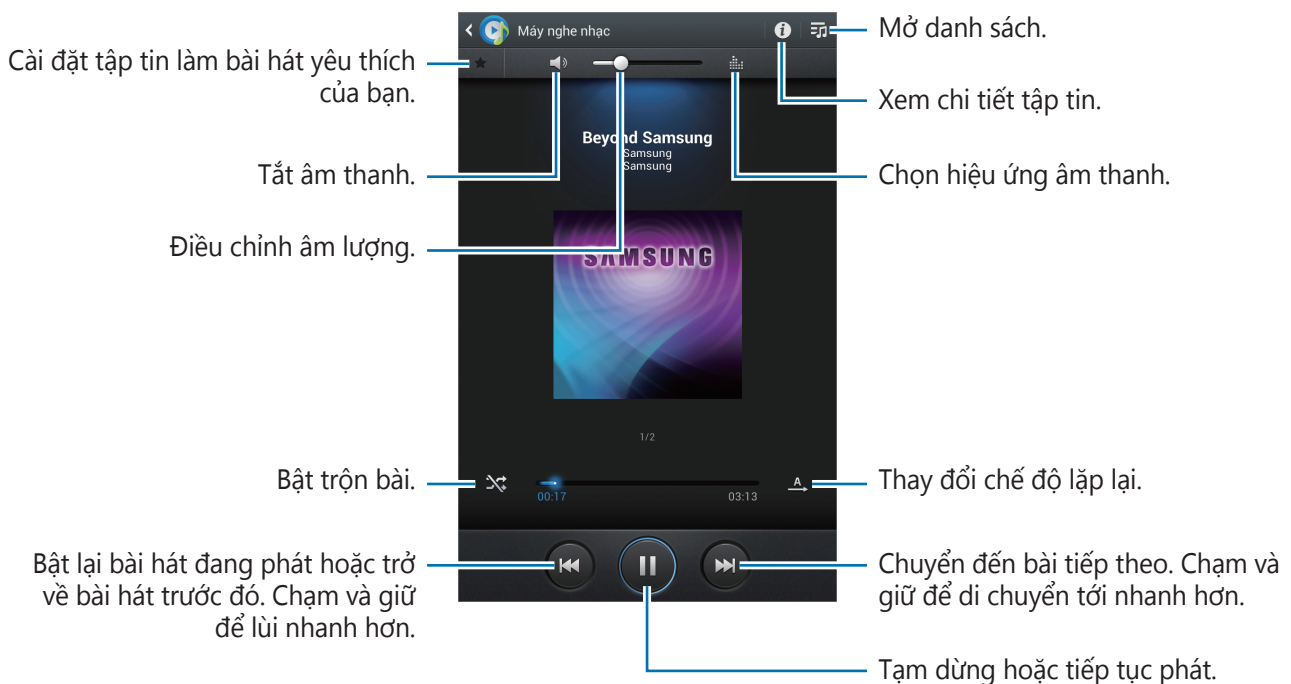 Máy nghe nhạc
Mở danh sách.
Cài đặt tập tin làm bài hát yêu thích
của bạn.
Xem chi tiết tập tin.
Beyond Samsung
Samsung
Samsung
Tắt âm thanh.
Chọn hiệu ứng âm thanh.
Điều chỉnh âm lượng.
SAMSUNG
1/2
Bật trộn bài.
A
Thay đổi chế độ lặp lại.
00:17
03:13
Bật lại bài hát đang phát hoặc trở
về bài hát trước đó. Chạm và giữ
để lùi nhanh hơn.
Chuyển đến bài tiếp theo. Chạm và
giữ để di chuyển tới nhanh hơn.
Tạm dừng hoặc tiếp tục phát.